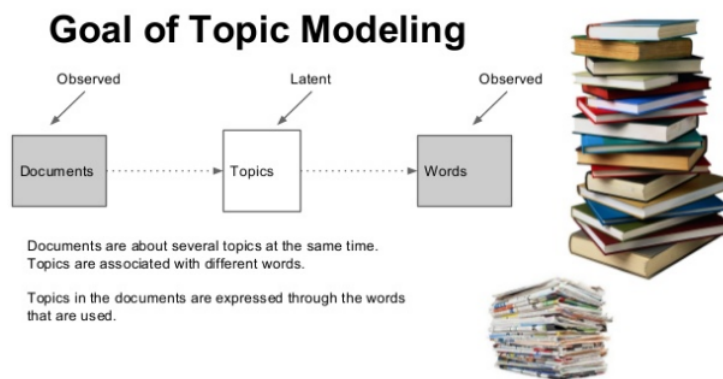 Goal of Topic Modeling
Observed
Latent
Observed
Documents
Topics
Words
Documents are about several topics at the same time.
Topics are associated with different words.
Topics in the documents are expressed through the words
that are used.